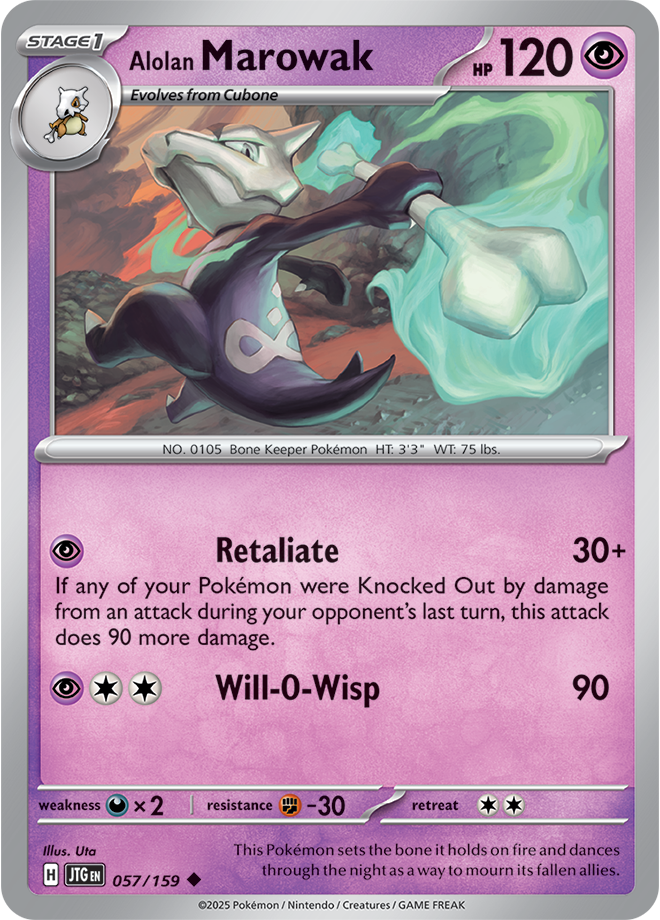 STAGE1
Alolan Marowak HP 120
Evolves from Cubone
NO. 0105 Bone Keeper Pokémon HT: 3'3" WT: 75 lbs.
Retaliate 30+
If any of your Pokémon were Knocked Out by damage
from an attack during your opponent's last turn, this attack
does 90 more damage.
Will-O-Wisp 90
weakness ×2 resistance -30 retreat
Illus. Uta
This Pokémon sets the bone it holds on fire and dances
through the night as a way to mourn its fallen allies.
H JTG EN 057/159
©2025 Pokémon / Nintendo / Creatures / GAME FREAK